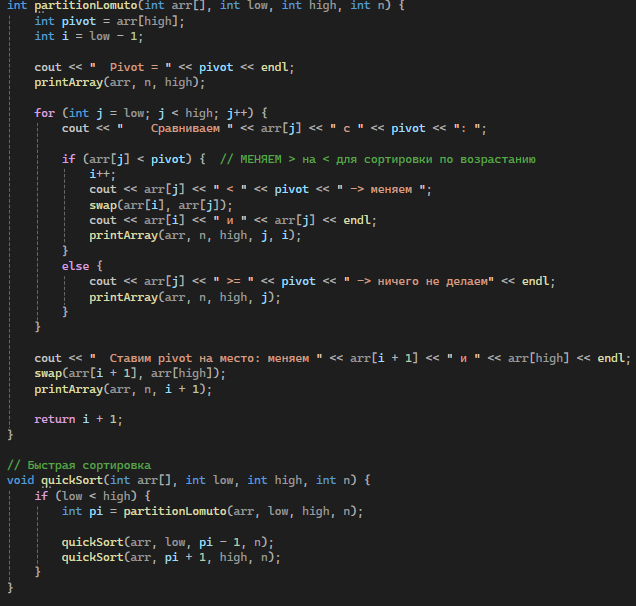 int partitionLomuto(int arr[], int low, int high, int n) {
    int pivot = arr[high];
    int i = low - 1;

    cout << "  Pivot = " << pivot << endl;
    printArray(arr, n, high);

    for (int j = low; j < high; j++) {
        cout << "    Сравниваем " << arr[j] << " с " << pivot << ": ";

        if (arr[j] < pivot) {  // МЕНЯЕМ > на < для сортировки по возрастанию
            i++;
            cout << arr[j] << " < " << pivot << " -> меняем ";
            swap(arr[i], arr[j]);
            cout << arr[i] << " и " << arr[j] << endl;
            printArray(arr, n, high, j, i);
        }
        else {
            cout << arr[j] << " >= " << pivot << " -> ничего не делаем" << endl;
            printArray(arr, n, high, j);
        }
    }

    cout << "  Ставим pivot на место: меняем " << arr[i + 1] << " и " << arr[high] << endl;
    swap(arr[i + 1], arr[high]);
    printArray(arr, n, i + 1);

    return i + 1;
}

// Быстрая сортировка
void quickSort(int arr[], int low, int high, int n) {
    if (low < high) {
        int pi = partitionLomuto(arr, low, high, n);

        quickSort(arr, low, pi - 1, n);
        quickSort(arr, pi + 1, high, n);
    }
}